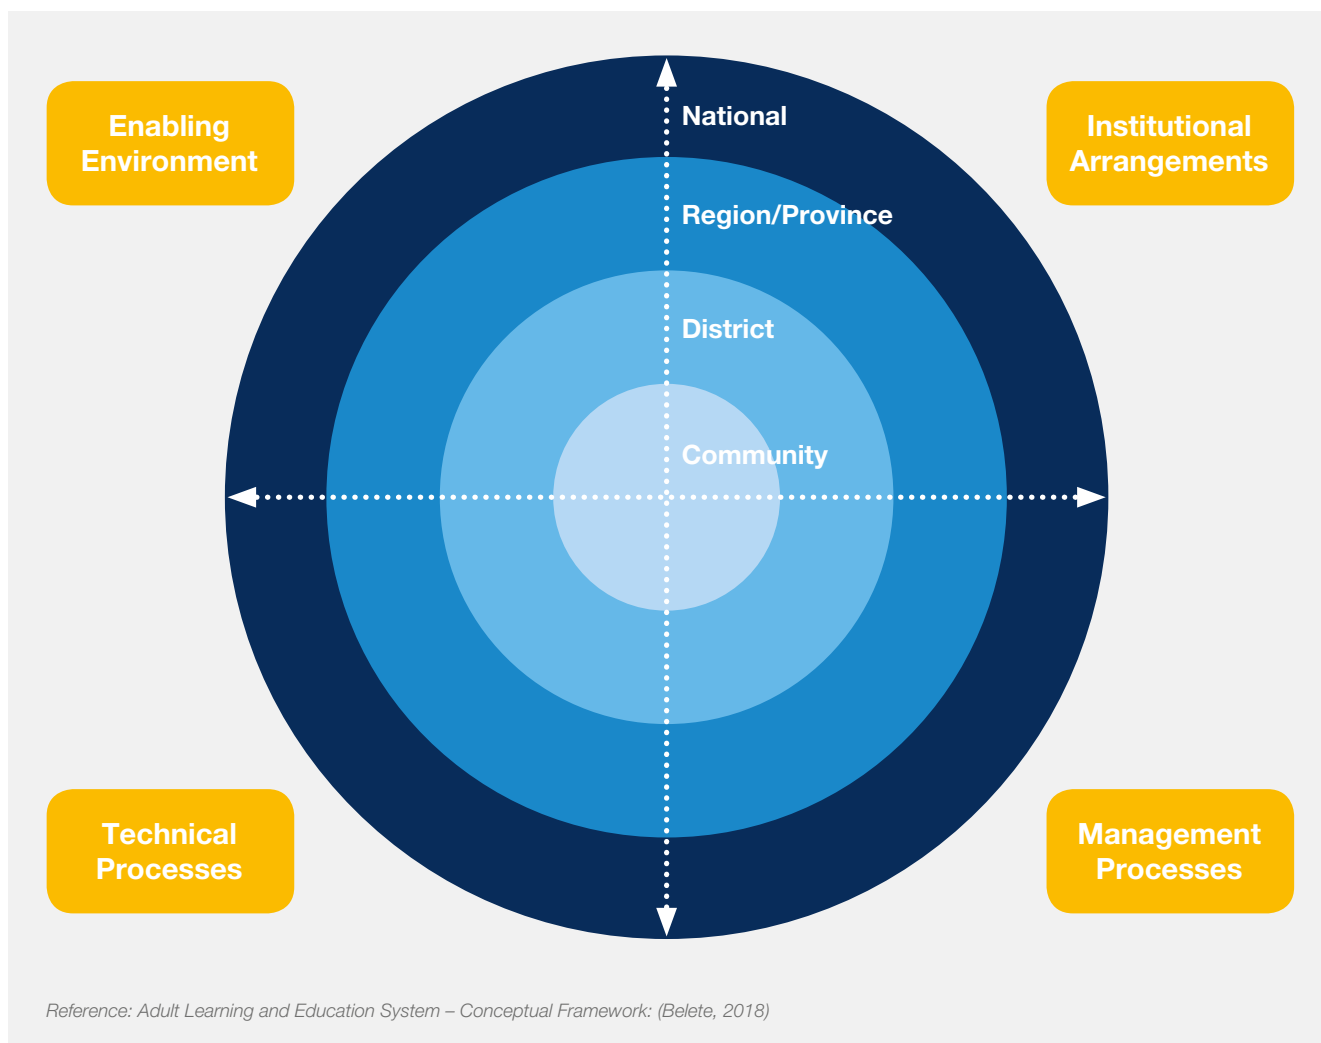 Enabling
Environment
Institutional
Arrangements
National
Region/Province
District
Community
Technical
Processes
Management
Processes
Reference: Adult Learning and Education System – Conceptual Framework: (Belete, 2018)